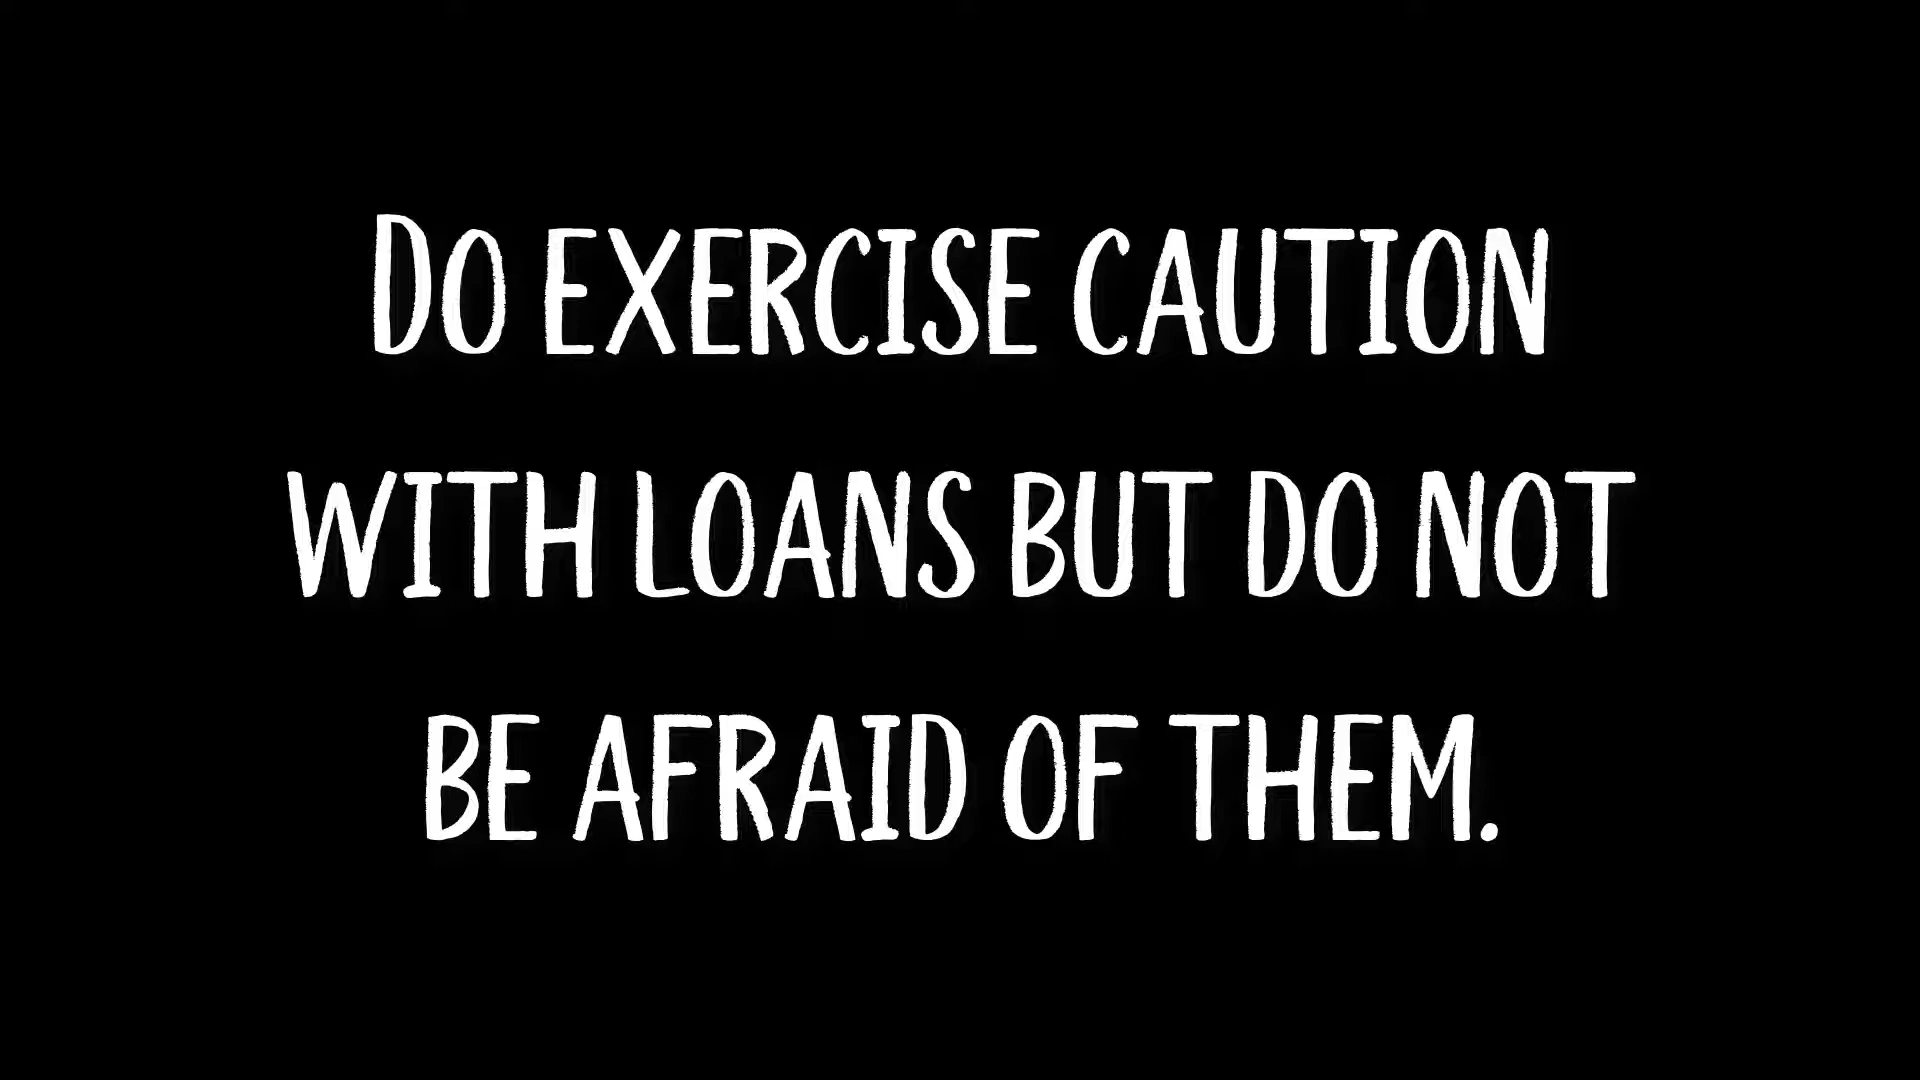 DO EXERCISE CAUTION
WITH LOANS BUT DO NOT
BE AFRAID OF THEM.